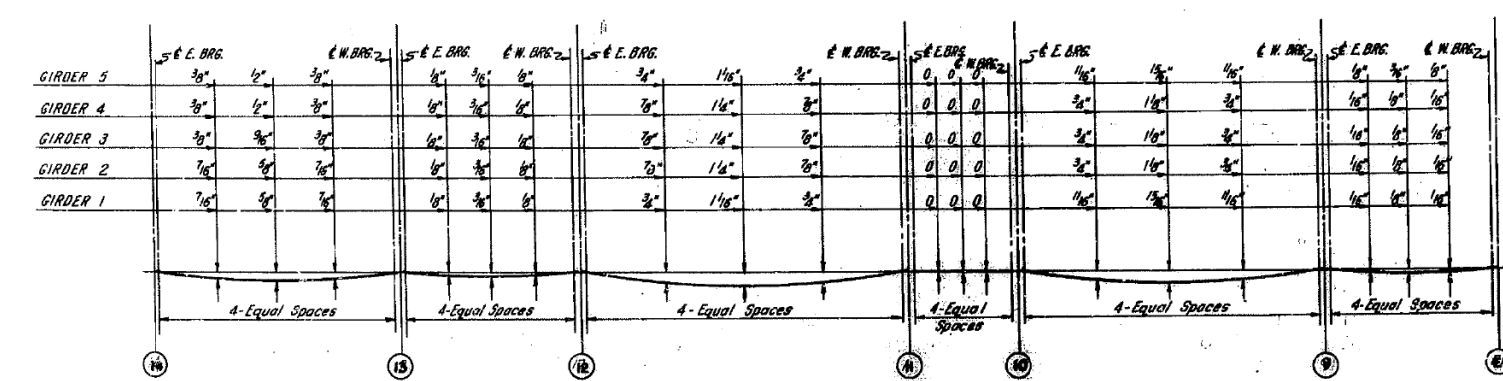 ₵ E. BRG. ₵ W. BRG. ₵ E. BRG. ₵ W. BRG. ₵ E. BRG. ₵ W. BRG. ₵ E. BRG. ₵ W. BRG. ₵ E. BRG. ₵ W. BRG. ₵ E. BRG. ₵ W. BRG.
GIRDER 5 3/8" 1/2" 3/8" 1/8" 3/16" 1/8" 3/4" 1 1/16" 3/4" 0 0 0 11/16" 15/16" 11/16" 1/8" 3/16" 1/8"
GIRDER 4 3/8" 1/2" 3/8" 1/8" 3/16" 1/8" 7/8" 1 1/4" 7/8" 0 0 0 3/4" 1 1/8" 3/4" 1/16" 1/8" 1/16"
GIRDER 3 3/8" 9/16" 3/8" 1/8" 3/16" 1/8" 7/8" 1 1/4" 7/8" 0 0 0 3/4" 1 1/8" 3/4" 1/16" 1/8" 1/16"
GIRDER 2 7/16" 5/8" 7/16" 1/8" 3/16" 1/8" 7/8" 1 1/4" 7/8" 0 0 0 3/4" 1 1/8" 3/4" 1/16" 1/8" 1/16"
GIRDER 1 7/16" 5/8" 7/16" 1/8" 3/16" 1/8" 3/4" 1 1/16" 3/4" 0 0 0 11/16" 15/16" 11/16" 1/16" 1/8" 1/16"
4-Equal Spaces 4-Equal Spaces 4-Equal Spaces 4-Equal Spaces 4-Equal Spaces 4-Equal Spaces
14 13 12 11 10 9